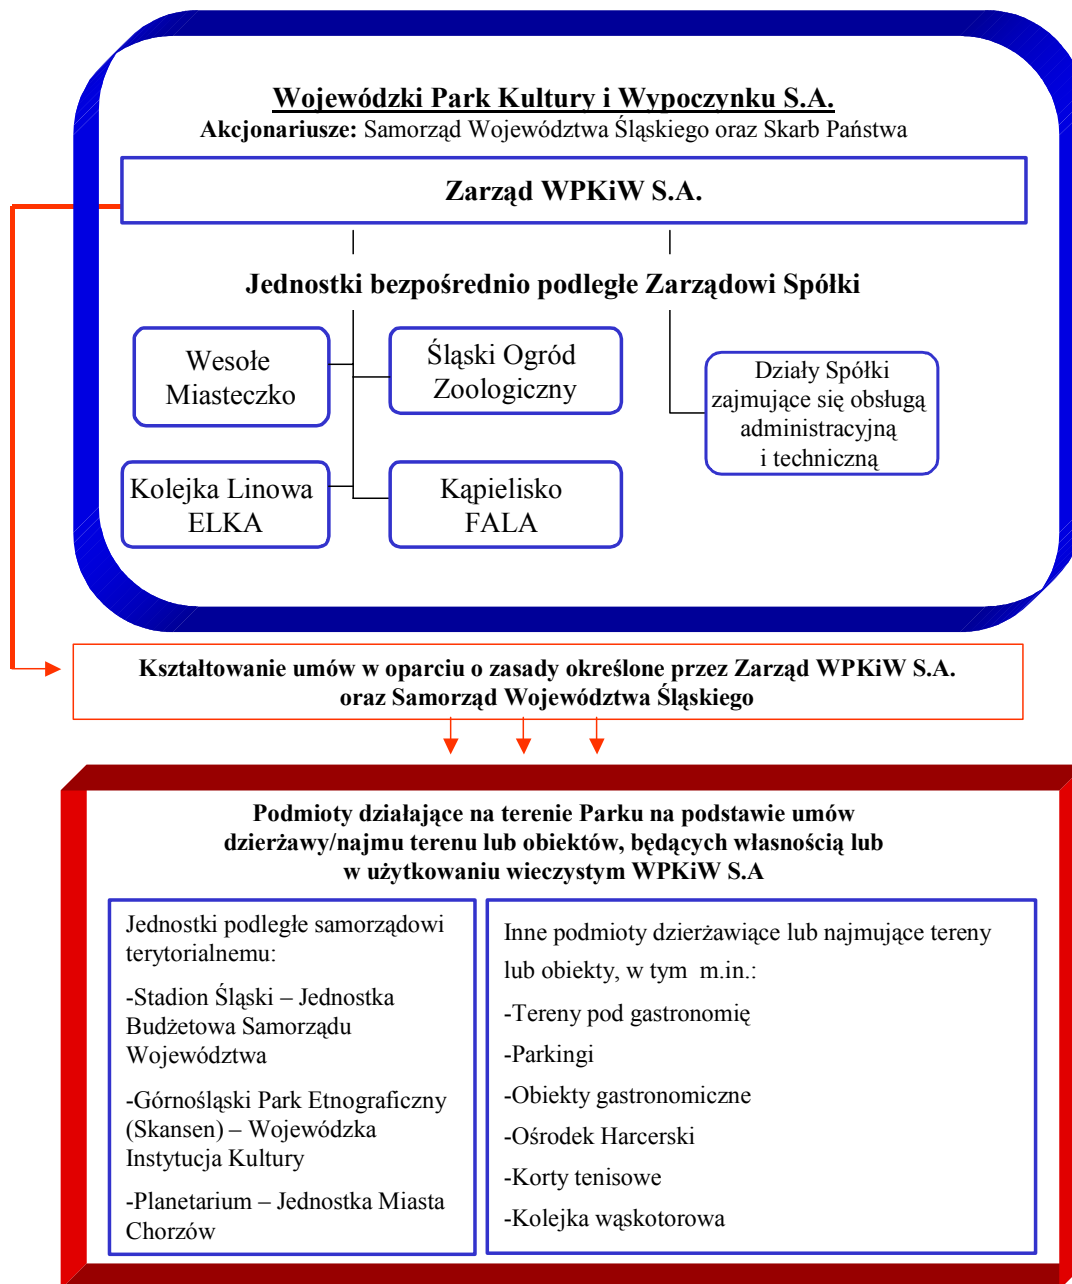 Wojewódzki Park Kultury i Wypoczynku S.A.
Akcjonariusze: Samorząd Województwa Śląskiego oraz Skarb Państwa
Zarząd WPKiW S.A.
Jednostki bezpośrednio podległe Zarządowi Spółki
Wesołe
Miasteczko
Śląski Ogród
Zoologiczny
Działy Spółki
zajmujące się obsługą
administracyjną
i techniczną
Kolejka Linowa
ELKA
Kąpielisko
FALA
Kształtowanie umów w oparciu o zasady określone przez Zarząd WPKiW S.A.
oraz Samorząd Województwa Śląskiego
Podmioty działające na terenie Parku na podstawie umów
dzierżawy/najmu terenu lub obiektów, będących własnością lub
w użytkowaniu wieczystym WPKiW S.A
Jednostki podległe samorządowi
terytorialnemu:
-Stadion Śląski – Jednostka
Budżetowa Samorządu
Województwa
-Górnośląski Park Etnograficzny
(Skansen) – Wojewódzka
Instytucja Kultury
-Planetarium – Jednostka Miasta
Chorzów
Inne podmioty dzierżawiące lub najmujące tereny
lub obiekty, w tym m.in.:
-Tereny pod gastronomię
-Parkingi
-Obiekty gastronomiczne
-Ośrodek Harcerski
-Korty tenisowe
-Kolejka wąskotorowa